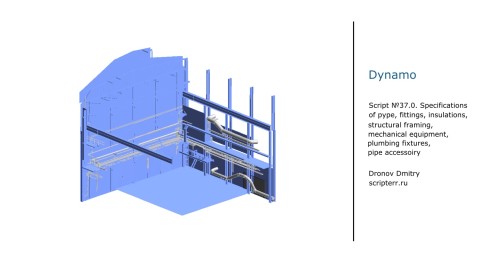 Dynamo
Script №37.0. Specifications
of pype, fittings, insulations,
structural framing,
mechanical equipment,
plumbing fixtures,
pipe accessoiry
Dronov Dmitry
scripterr.ru